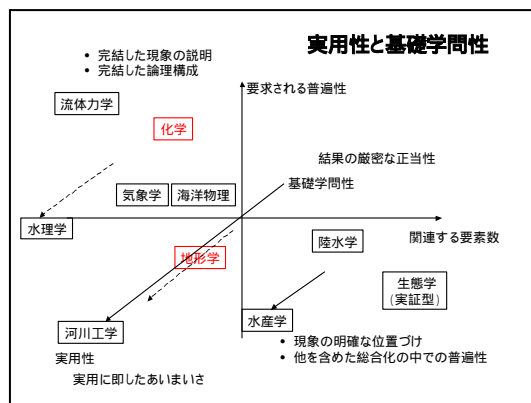 実用性と基礎学問性
• 完結した現象の説明
• 完結した論理構成
要求される普遍性
流体力学
化学
結果の厳密な正当性
基礎学問性
気象学
海洋物理
水理学
関連する要素数
陸水学
地形学
生態学
(実証型)
水産学
河川工学
• 現象の明確な位置づけ
• 他を含めた総合化の中での普遍性
実用性
実用に即したあいまいさ